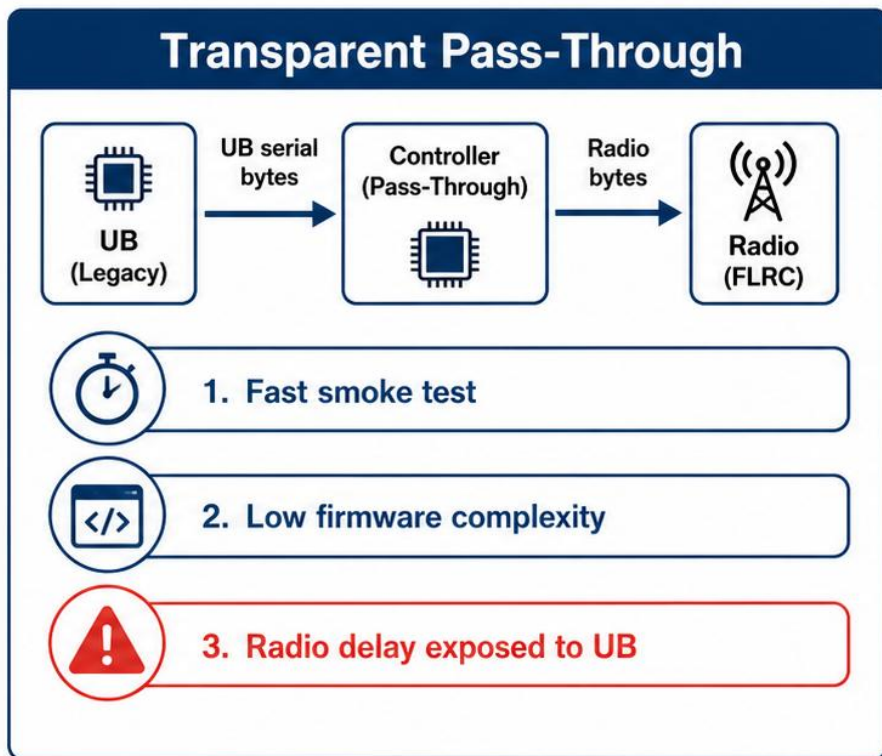 Transparent Pass-Through
UB
(Legacy)
UB serial
bytes
Controller
(Pass-Through)
Radio
bytes
Radio
(FLRC)
1. Fast smoke test
</>
2. Low firmware complexity
!
3. Radio delay exposed to UB